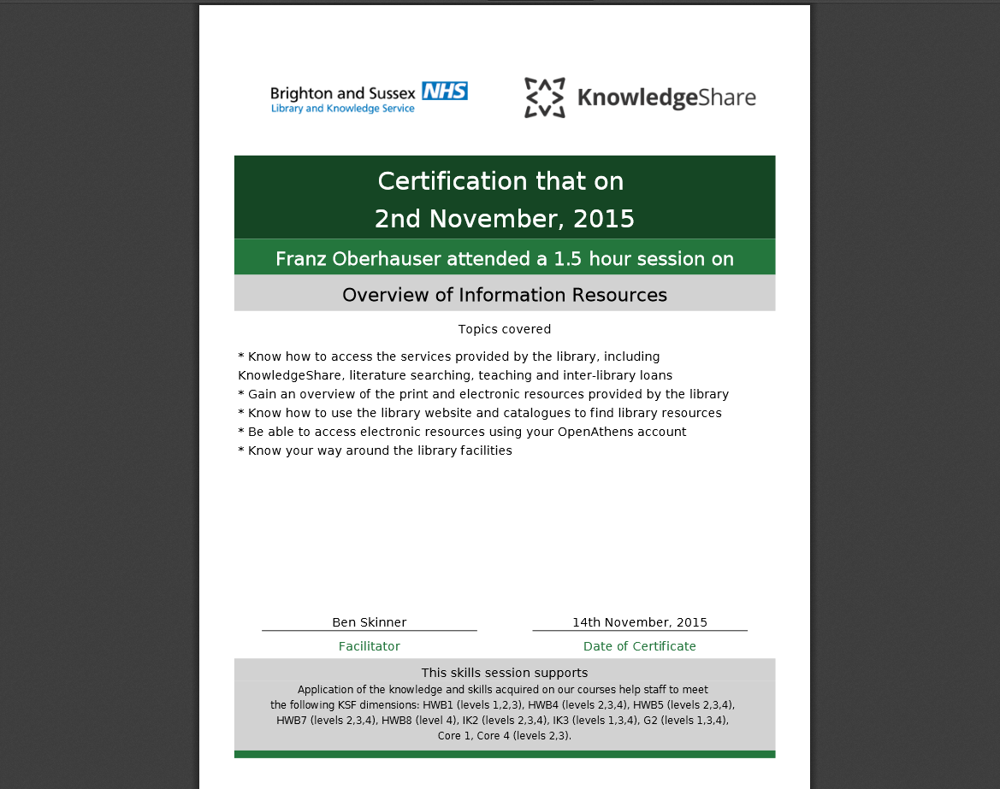 Brighton and Sussex NHS
Library and Knowledge Service
KnowledgeShare
Certification that on
2nd November, 2015
Franz Oberhauser attended a 1.5 hour session on
Overview of Information Resources
Topics covered
* Know how to access the services provided by the library, including
KnowledgeShare, literature searching, teaching and inter-library loans
* Gain an overview of the print and electronic resources provided by the library
* Know how to use the library website and catalogues to find library resources
* Be able to access electronic resources using your OpenAthens account
* Know your way around the library facilities
Ben Skinner
14th November, 2015
Facilitator
Date of Certificate
This skills session supports
Application of the knowledge and skills acquired on our courses help staff to meet
the following KSF dimensions: HWB1 (levels 1,2,3), HWB4 (levels 2,3,4), HWB5 (levels 2,3,4),
HWB7 (levels 2,3,4), HWB8 (level 4), IK2 (levels 2,3,4), IK3 (levels 1,3,4), G2 (levels 1,3,4),
Core 1, Core 4 (levels 2,3).